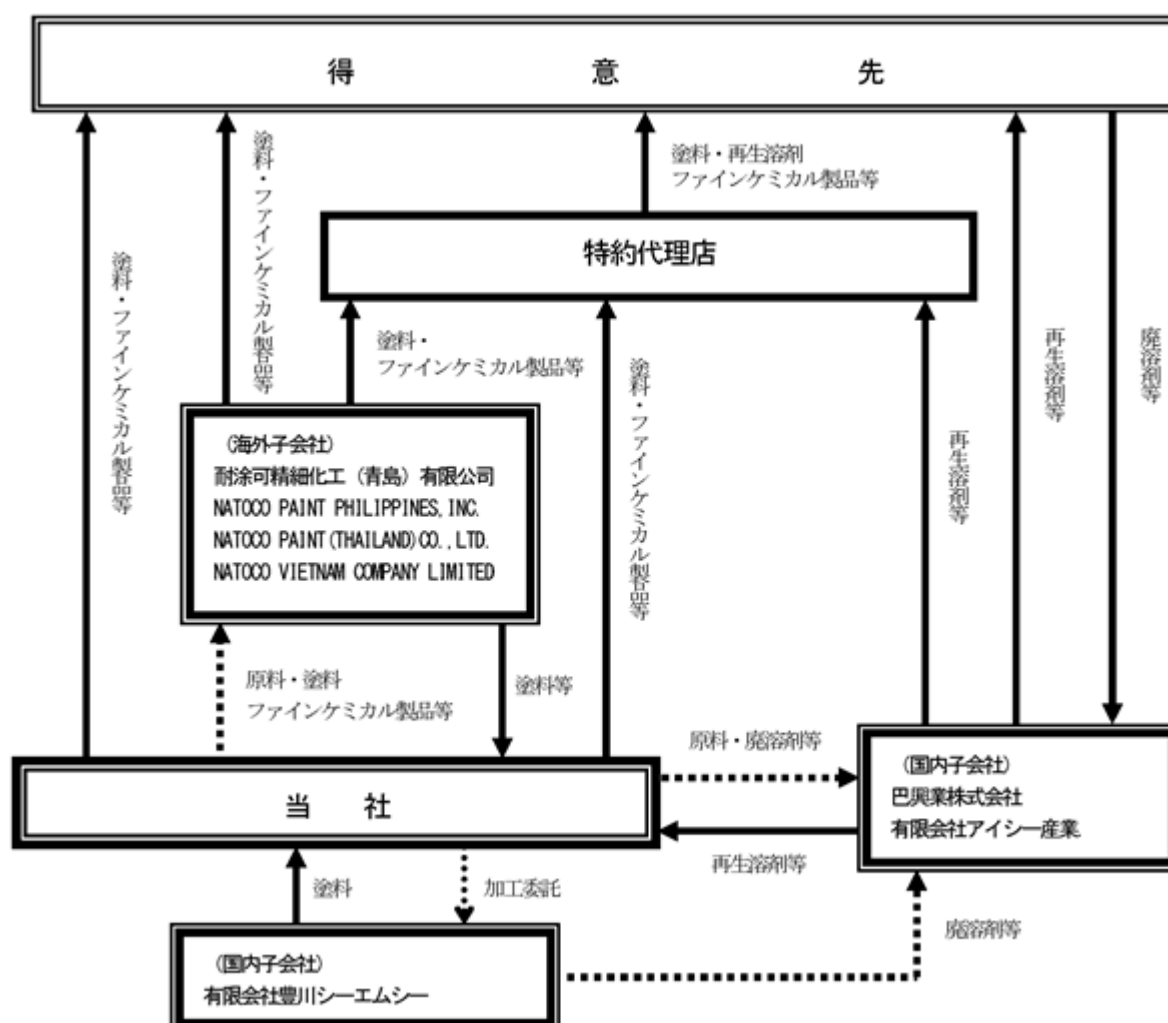 得意先
塗料・ファインケミカル製品等
塗料・ファインケミカル製品等
塗料・再生溶剤
ファインケミカル製品等
特約代理店
塗料・
ファインケミカル製品等
塗料・ファインケミカル製品等
再生溶剤等
再生溶剤等
廃溶剤等
(海外子会社)
耐涂可精細化工(青島)有限公司
NATOCO PAINT PHILIPPINES, INC.
NATOCO PAINT(THAILAND)CO., LTD.
NATOCO VIETNAM COMPANY LIMITED
原料・塗料
ファインケミカル製品等
塗料等
原料・廃溶剤等
当社
(国内子会社)
巴興業株式会社
有限会社アイシー産業
再生溶剤等
塗料
加工委託
廃溶剤等
(国内子会社)
有限会社豊川シーエムシー